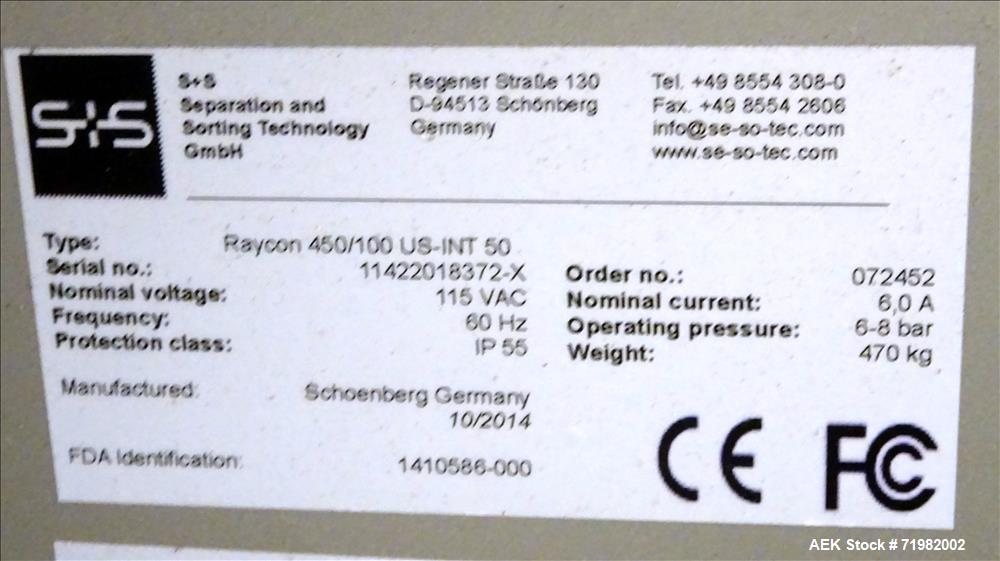 S+S
S+S
Separation and
Sorting Technology
GmbH
Regener Straße 130
D-94513 Schönberg
Germany
Tel. +49 8554 308-0
Fax. +49 8554 2606
info@se-so-tec.com
www.se-so-tec.com
Type: Raycon 450/100 US-INT 50
Serial no.: 11422018372-X
Nominal voltage: 115 VAC
Frequency: 60 Hz
Protection class: IP 55
Order no.: 072452
Nominal current: 6,0 A
Operating pressure: 6-8 bar
Weight: 470 kg
Manufactured: Schoenberg Germany
10/2014
FDA Identification: 1410586-000
CE FC
AEK Stock # 71982002